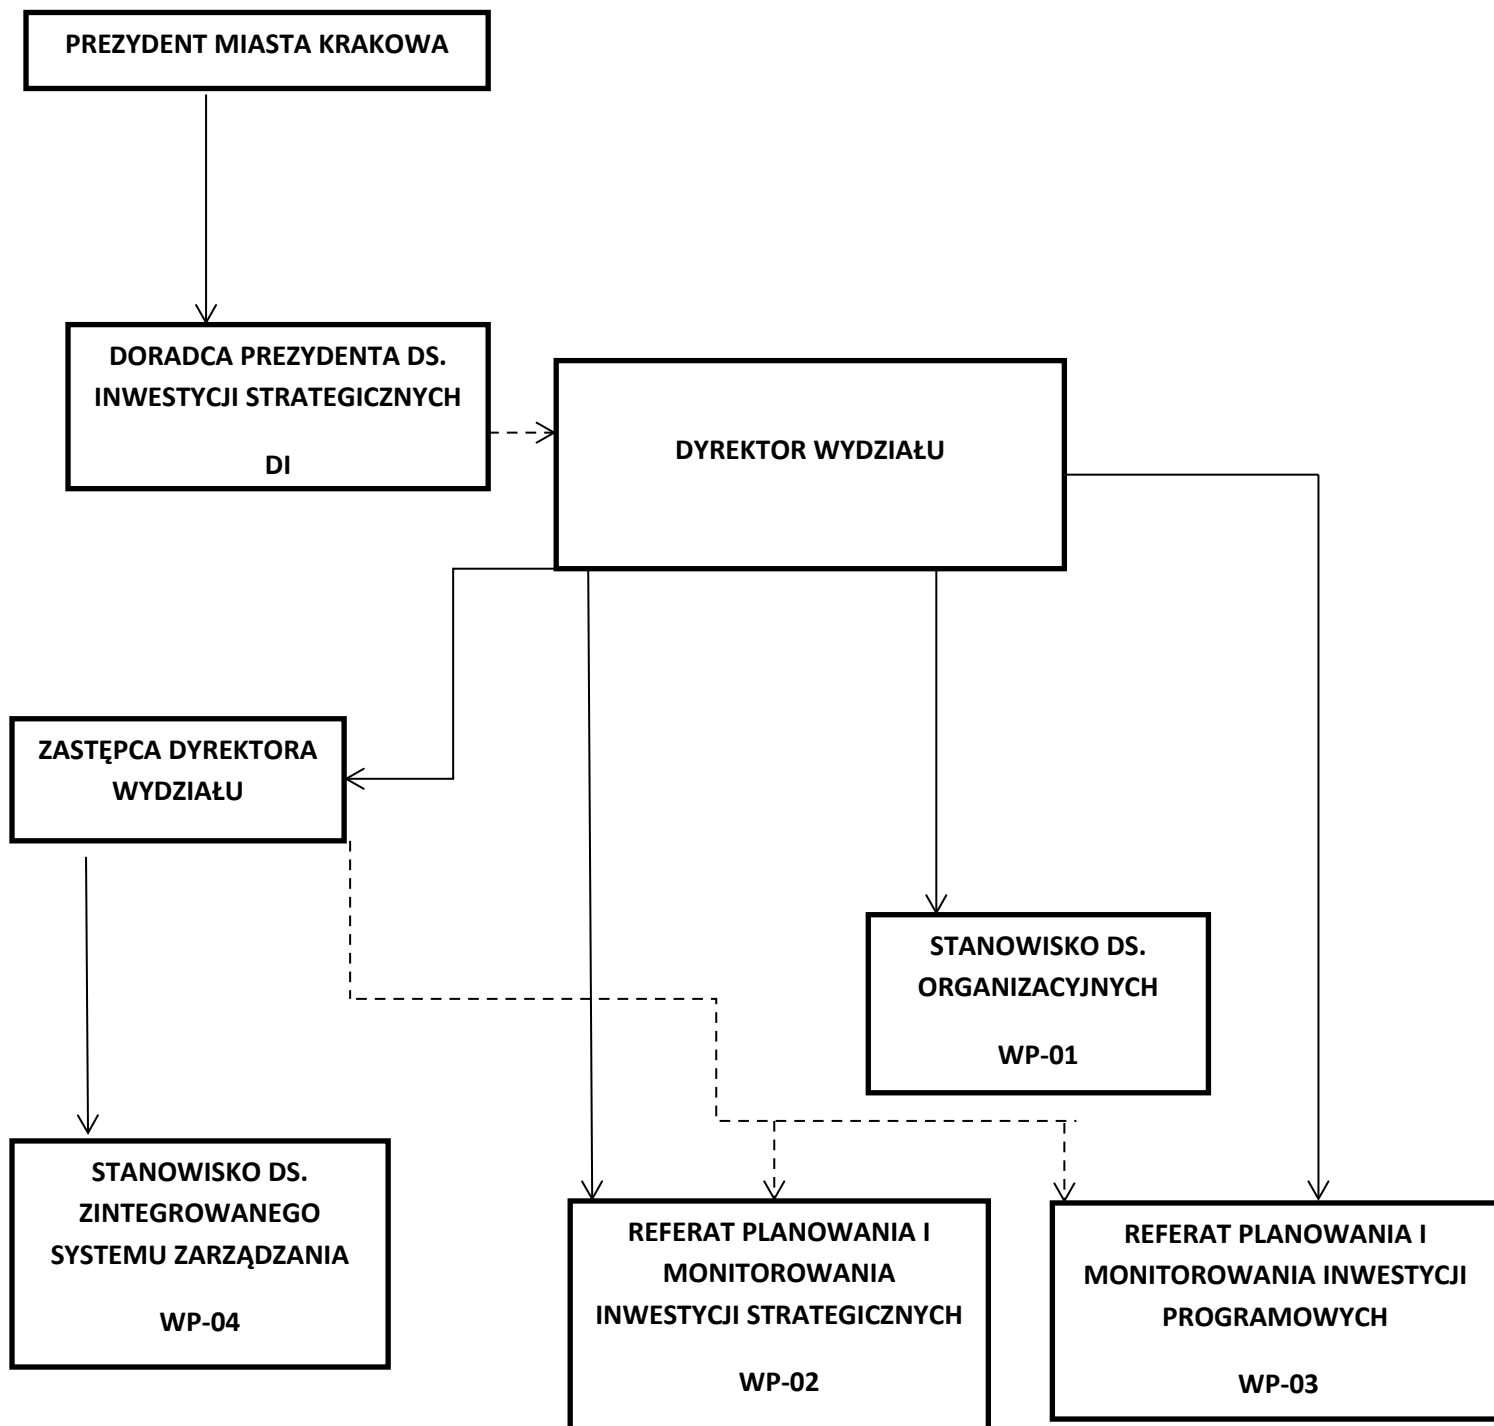 PREZYDENT MIASTA KRAKOWA
DORADCA PREZYDENTA DS.
INWESTYCJI STRATEGICZNYCH
DI
DYREKTOR WYDZIAŁU
ZASTĘPCA DYREKTORA
WYDZIAŁU
STANOWISKO DS.
ORGANIZACYJNYCH
WP-01
STANOWISKO DS.
ZINTEGROWANEGO
SYSTEMU ZARZĄDZANIA
WP-04
REFERAT PLANOWANIA I
MONITOROWANIA
INWESTYCJI STRATEGICZNYCH
WP-02
REFERAT PLANOWANIA I
MONITOROWANIA INWESTYCJI
PROGRAMOWYCH
WP-03